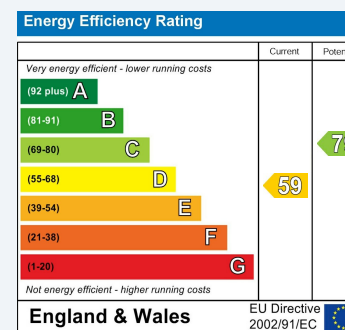 Energy Efficiency Rating
Current
Very energy efficient - lower running costs
(92 plus) A
(81-91) B
(69-80) C
(55-68) D
59
(39-54) E
(21-38) F
(1-20) G
Not energy efficient - higher running costs
England & Wales
EU Directive
2002/91/EC